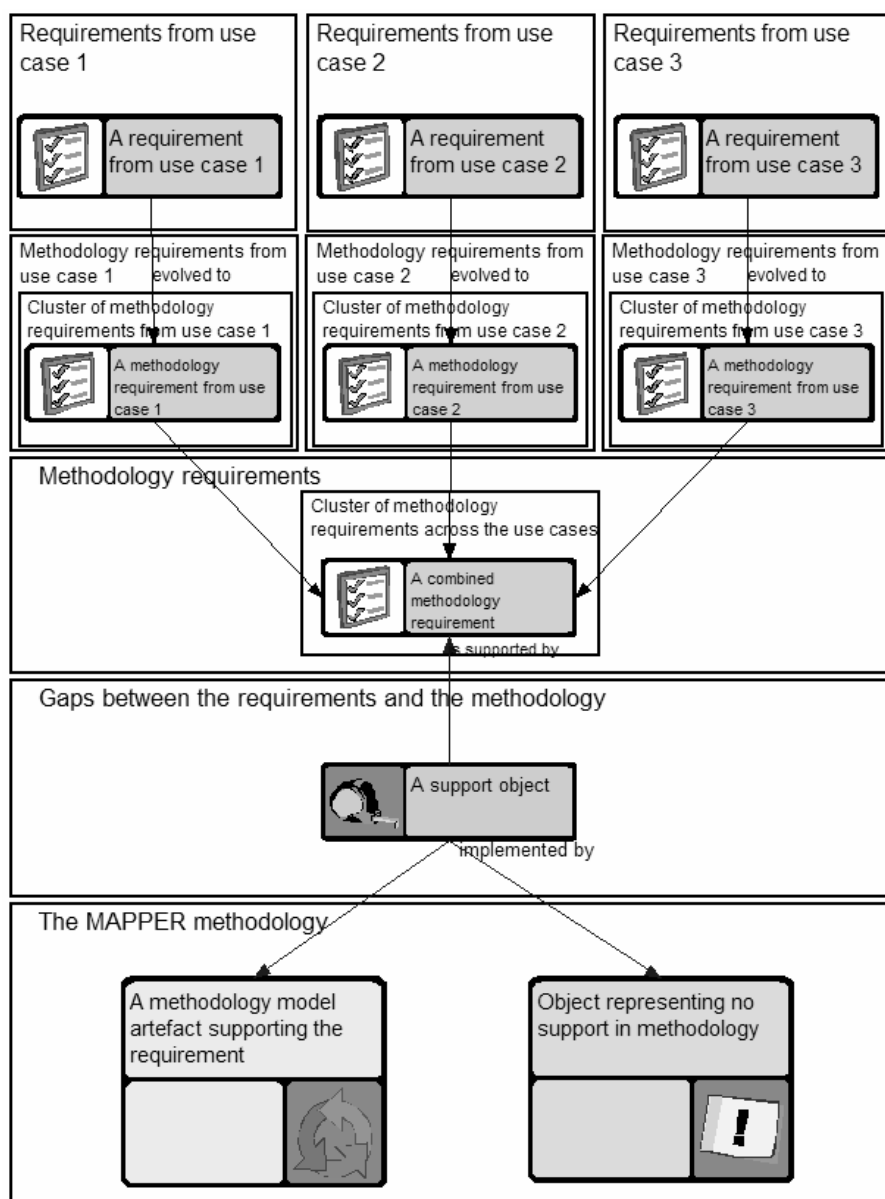 Requirements from use
case 1
A requirement
from use case 1
Requirements from use
case 2
A requirement
from use case 2
Requirements from use
case 3
A requirement
from use case 3
Methodology requirements from
use case 1
evolved to
Cluster of methodology
requirements from use case 1
A methodology
requirement from use
case 1
Methodology requirements from
use case 2
evolved to
Cluster of methodology
requirements from use case 2
A methodology
requirement from use
case 2
Methodology requirements from
use case 3
evolved to
Cluster of methodology
requirements from use case 3
A methodology
requirement from use
case 3
Methodology requirements
Cluster of methodology
requirements across the use cases
A combined
methodology
requirement
is supported by
Gaps between the requirements and the methodology
A support object
implemented by
The MAPPER methodology
A methodology model
artefact supporting the
requirement
Object representing no
support in methodology
!